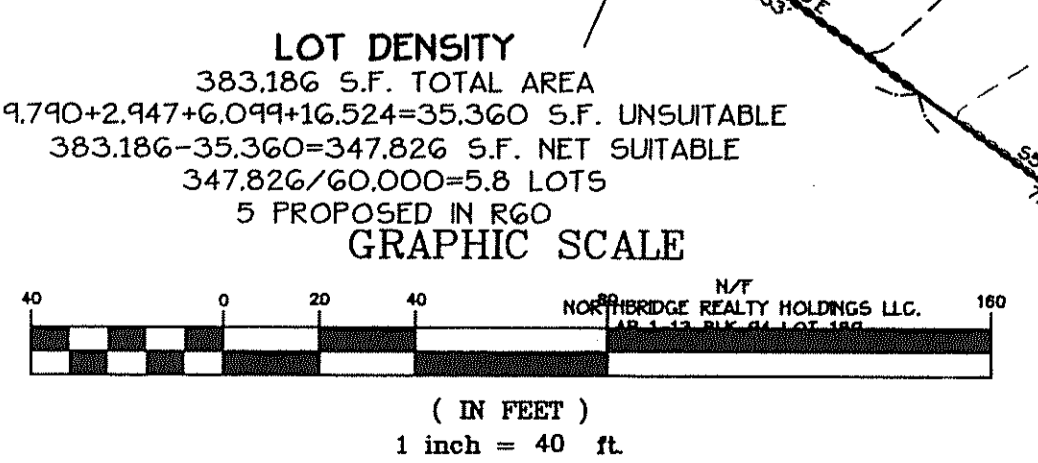 LOT DENSITY
383,186 S.F. TOTAL AREA
9,790+2,947+6,099+16,524=35,360 S.F. UNSUITABLE
383,186-35,360=347,826 S.F. NET SUITABLE
347,826/60,000=5.8 LOTS
5 PROPOSED IN R60
GRAPHIC SCALE
N/F
40 0 20 40 80 160
NORTHBRIDGE REALTY HOLDINGS LLC.
( IN FEET )
1 inch = 40 ft.